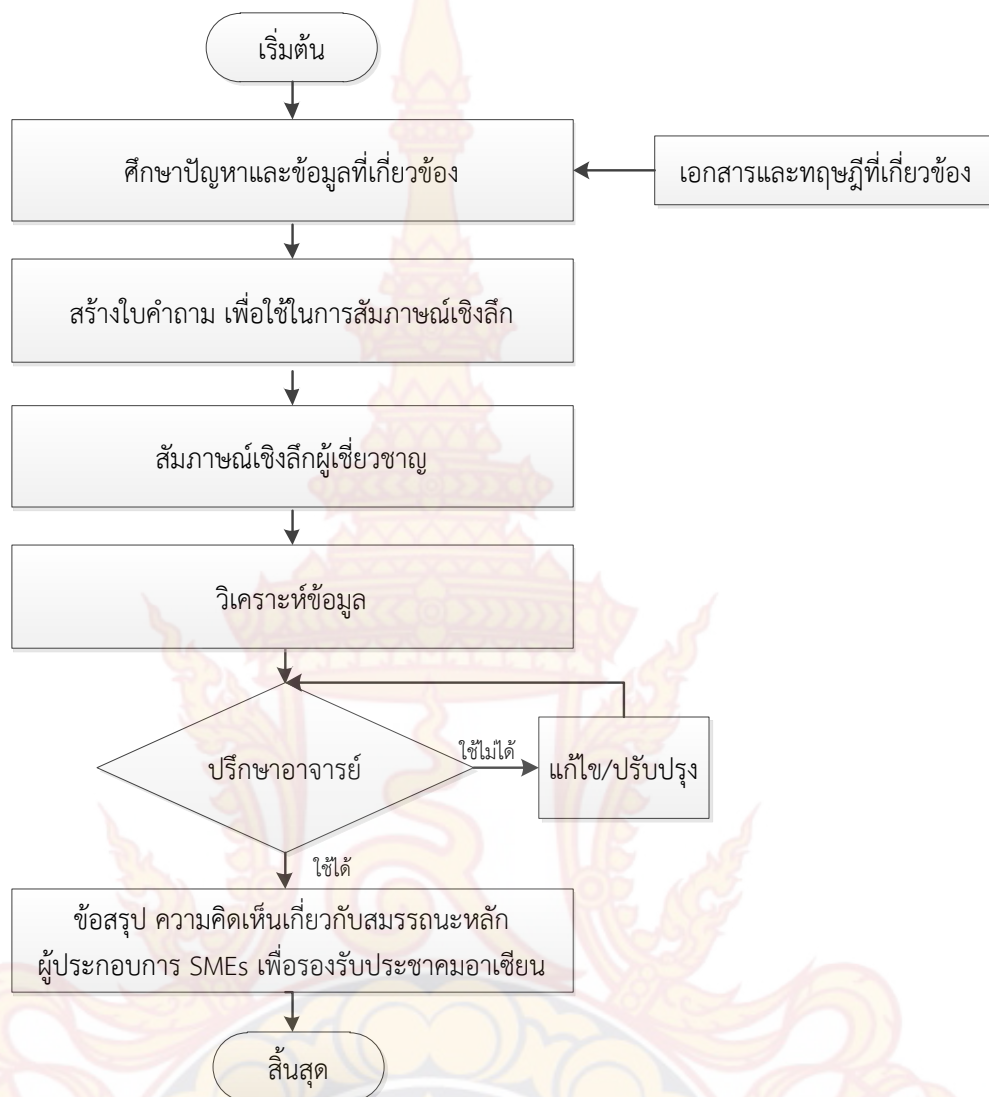 เริ่มต้น
ศึกษาปัญหาและข้อมูลที่เกี่ยวข้อง
เอกสารและทฤษฎีที่เกี่ยวข้อง
สร้างใบคำถาม เพื่อใช้ในการสัมภาษณ์เชิงลึก
สัมภาษณ์เชิงลึกผู้เชี่ยวชาญ
วิเคราะห์ข้อมูล
ปรึกษาอาจารย์
ใช้ไม่ได้
แก้ไข/ปรับปรุง
ใช้ได้
ข้อสรุป ความคิดเห็นเกี่ยวกับสมรรถนะหลัก
ผู้ประกอบการ SMEs เพื่อรองรับประชาคมอาเซียน
สิ้นสุด